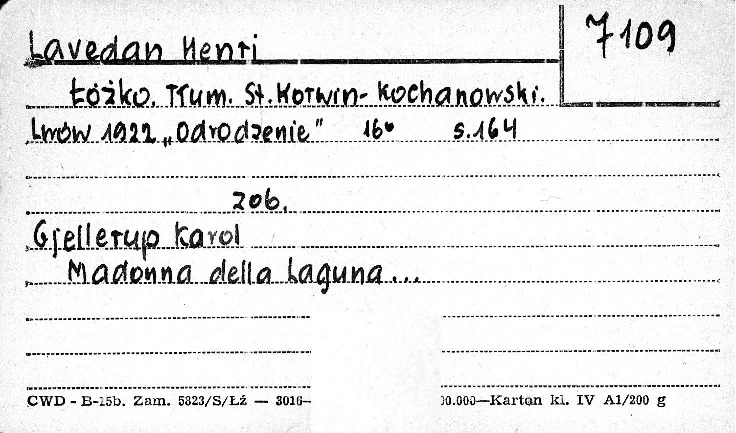 Lavedan Henri
7109
Łóżko. Tłum. St. Korwin-Kochanowski.
Lwów 1922 „Odrodzenie” 16° s. 164
zob.
Gjellerup Karol
Madonna della Laguna...
CWD - B-15b. Zam. 5323/S/Łź — 3016— 00.000—Karton kl. IV A1/200 g